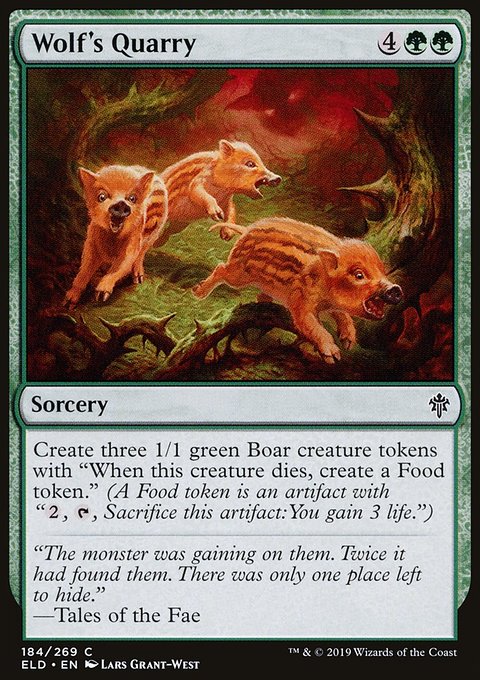 Wolf's Quarry 4
Sorcery
Create three 1/1 green Boar creature tokens
with “When this creature dies, create a Food
token.” (A Food token is an artifact with
“2, , Sacrifice this artifact:You gain 3 life.”)
“The monster was gaining on them. Twice it
had found them. There was only one place left
to hide.”
—Tales of the Fae
184/269 C
ELD • EN Lars Grant-West
™ & © 2019 Wizards of the Coast